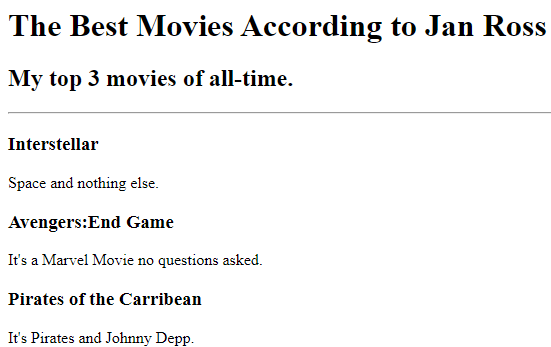 The Best Movies According to Jan Ross
My top 3 movies of all-time.
Interstellar
Space and nothing else.
Avengers:End Game
It's a Marvel Movie no questions asked.
Pirates of the Carribean
It's Pirates and Johnny Depp.